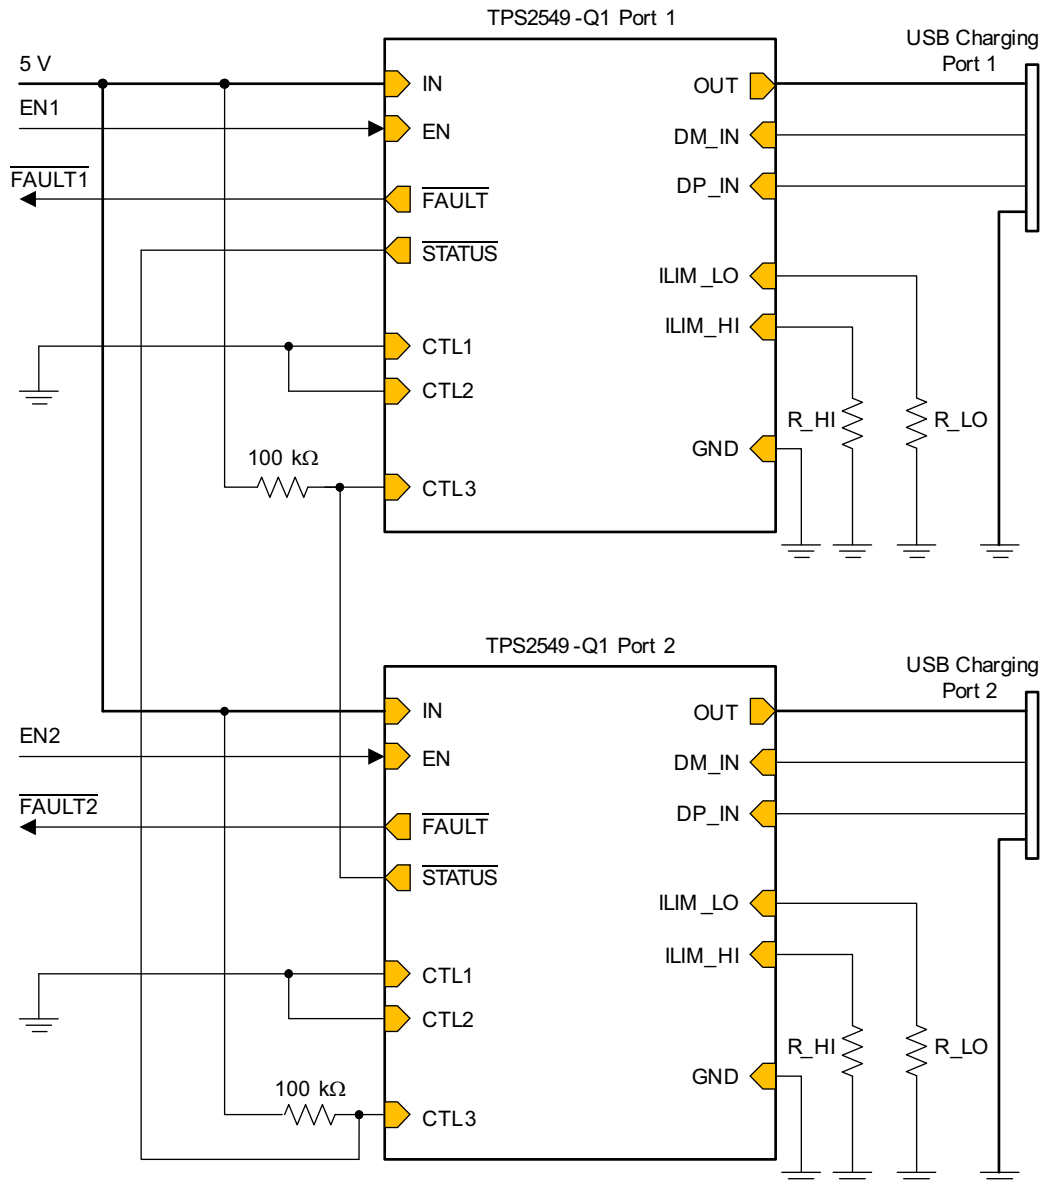 TPS2549-Q1 Port 1
USB Charging
Port 1
5 V
IN
OUT
EN1
EN
DM_IN
FAULT1
FAULT
DP_IN
STATUS
ILIM_LO
ILIM_HI
CTL1
CTL2
R_HI
R_LO
GND
100 kΩ
CTL3
TPS2549-Q1 Port 2
USB Charging
Port 2
IN
OUT
EN2
EN
DM_IN
FAULT2
FAULT
DP_IN
STATUS
ILIM_LO
ILIM_HI
CTL1
CTL2
R_HI
R_LO
GND
100 kΩ
CTL3